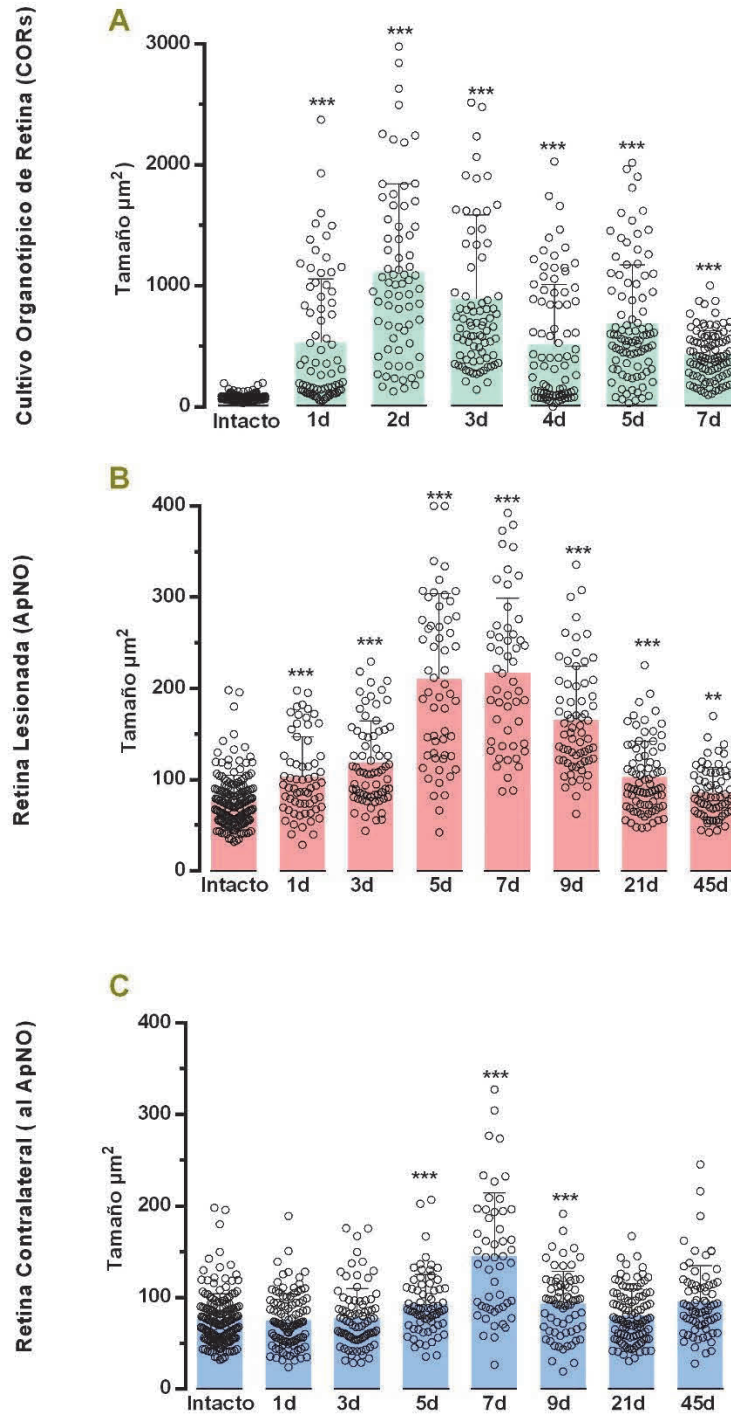 A
Cultivo Organotípico de Retina (CORs)
Tamaño µm²)
3000
2000
1000
0
*** *** *** *** *** ***
Intacto 1d 2d 3d 4d 5d 7d
B
Retina Lesionada (ApNO)
Tamaño µm²
400
300
200
100
0
*** *** *** *** *** *** **
Intacto 1d 3d 5d 7d 9d 21d 45d
C
Retina Contralateral ( al ApNO)
Tamaño µm²
400
300
200
100
0
*** *** ***
Intacto 1d 3d 5d 7d 9d 21d 45d